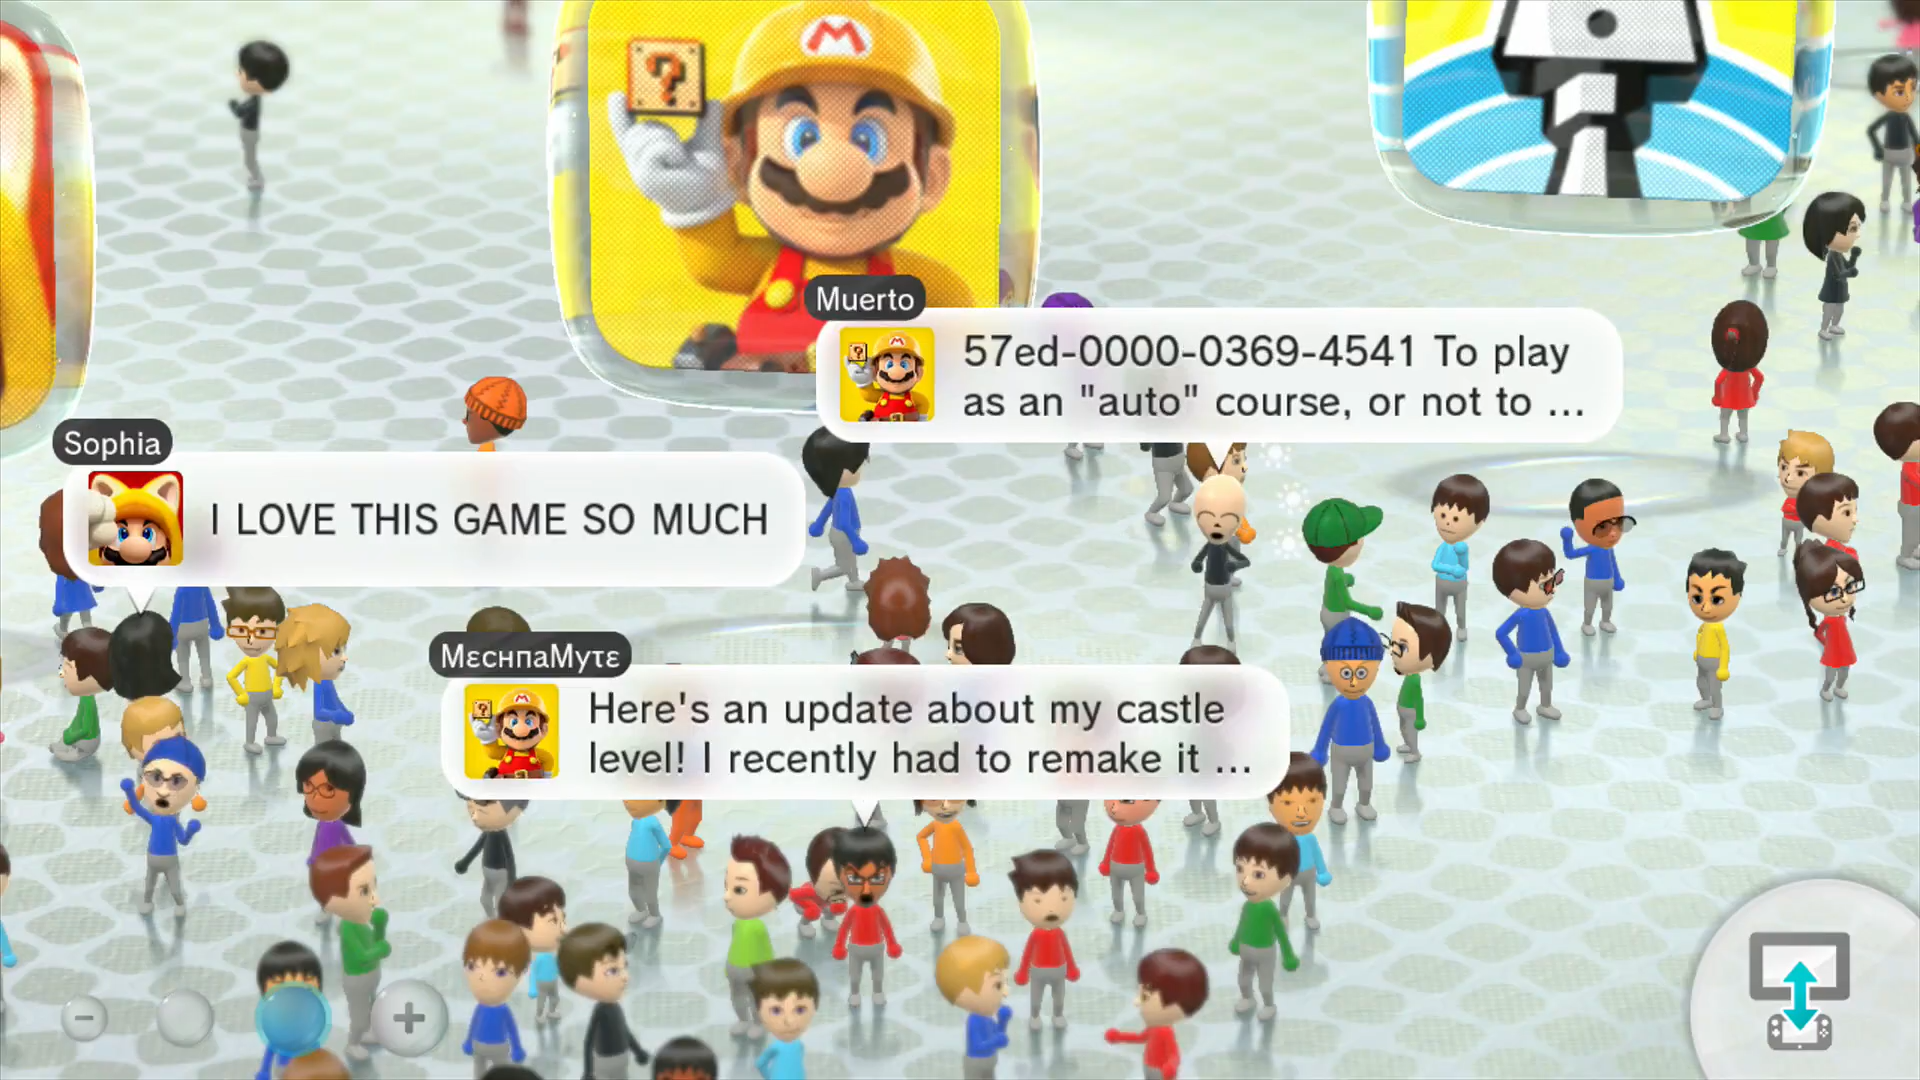 Muerto
57ed-0000-0369-4541 To play
as an "auto" course, or not to ...
Sophia
I LOVE THIS GAME SO MUCH
MεcнпaMyτε
Here's an update about my castle
level! I recently had to remake it ...